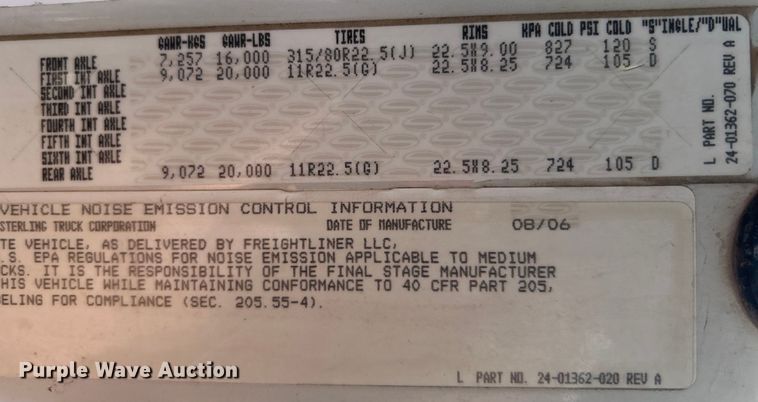 GAWR-KGS GAWR-LBS TIRES RIMS KPA COLD PSI COLD "S"INGLE/"D"UAL
FRONT AXLE 7,257 16,000 315/80R22.5(J) 22.5X9.00 827 120 S
FIRST INT AXLE 9,072 20,000 11R22.5(G) 22.5X8.25 724 105 D
SECOND INT AXLE
THIRD INT AXLE
FOURTH INT AXLE
FIFTH INT AXLE
SIXTH INT AXLE
REAR AXLE 9,072 20,000 11R22.5(G) 22.5X8.25 724 105 D
L PART NO.
24-01362-070 REV A
VEHICLE NOISE EMISSION CONTROL INFORMATION
STERLING TRUCK CORPORATION DATE OF MANUFACTURE 08/06
TE VEHICLE, AS DELIVERED BY FREIGHTLINER LLC,
.S. EPA REGULATIONS FOR NOISE EMISSION APPLICABLE TO MEDIUM
CKS. IT IS THE RESPONSIBILITY OF THE FINAL STAGE MANUFACTURER
HIS VEHICLE WHILE MAINTAINING CONFORMANCE TO 40 CFR PART 205,
ELING FOR COMPLIANCE (SEC. 205.55-4).
L PART NO. 24-01362-020 REV A
Purple Wave Auction